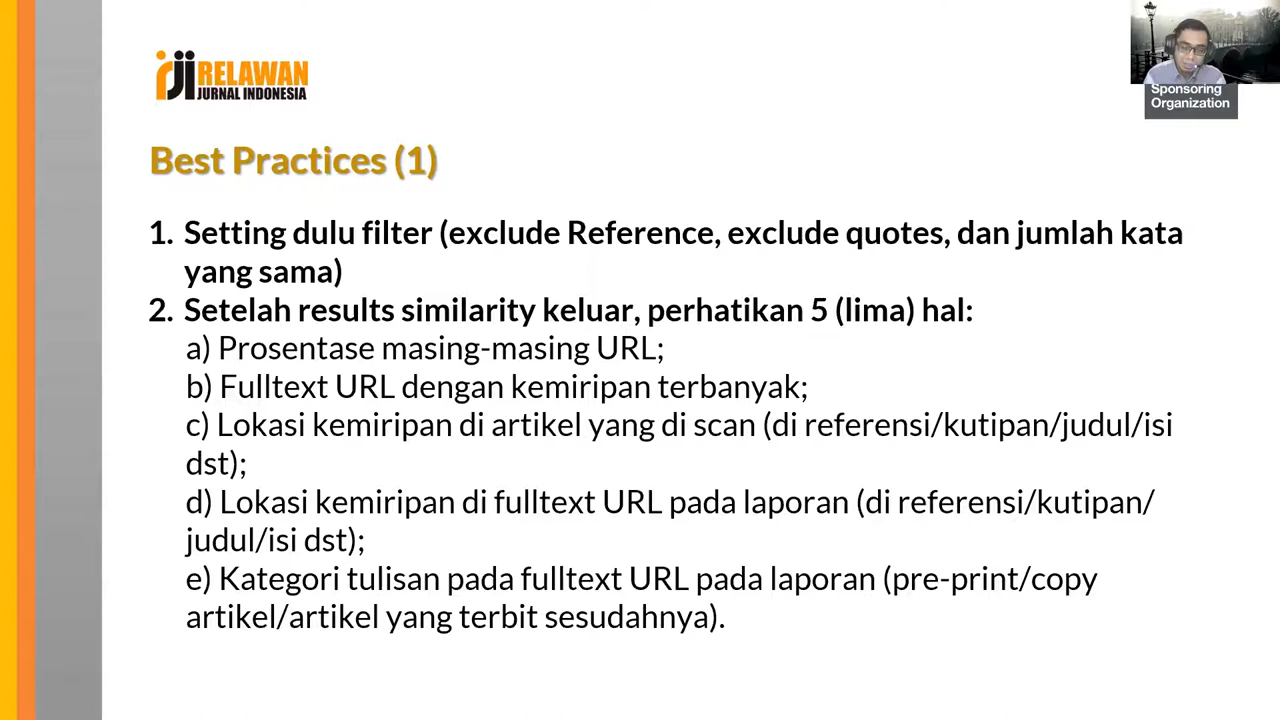 rji RELAWAN
JURNAL INDONESIA
Sponsoring
Organization
Best Practices (1)
1. Setting dulu filter (exclude Reference, exclude quotes, dan jumlah kata
yang sama)
2. Setelah results similarity keluar, perhatikan 5 (lima) hal:
a) Prosentase masing-masing URL;
b) Fulltext URL dengan kemiripan terbanyak;
c) Lokasi kemiripan di artikel yang di scan (di referensi/kutipan/judul/isi
dst);
d) Lokasi kemiripan di fulltext URL pada laporan (di referensi/kutipan/
judul/isi dst);
e) Kategori tulisan pada fulltext URL pada laporan (pre-print/copy
artikel/artikel yang terbit sesudahnya).